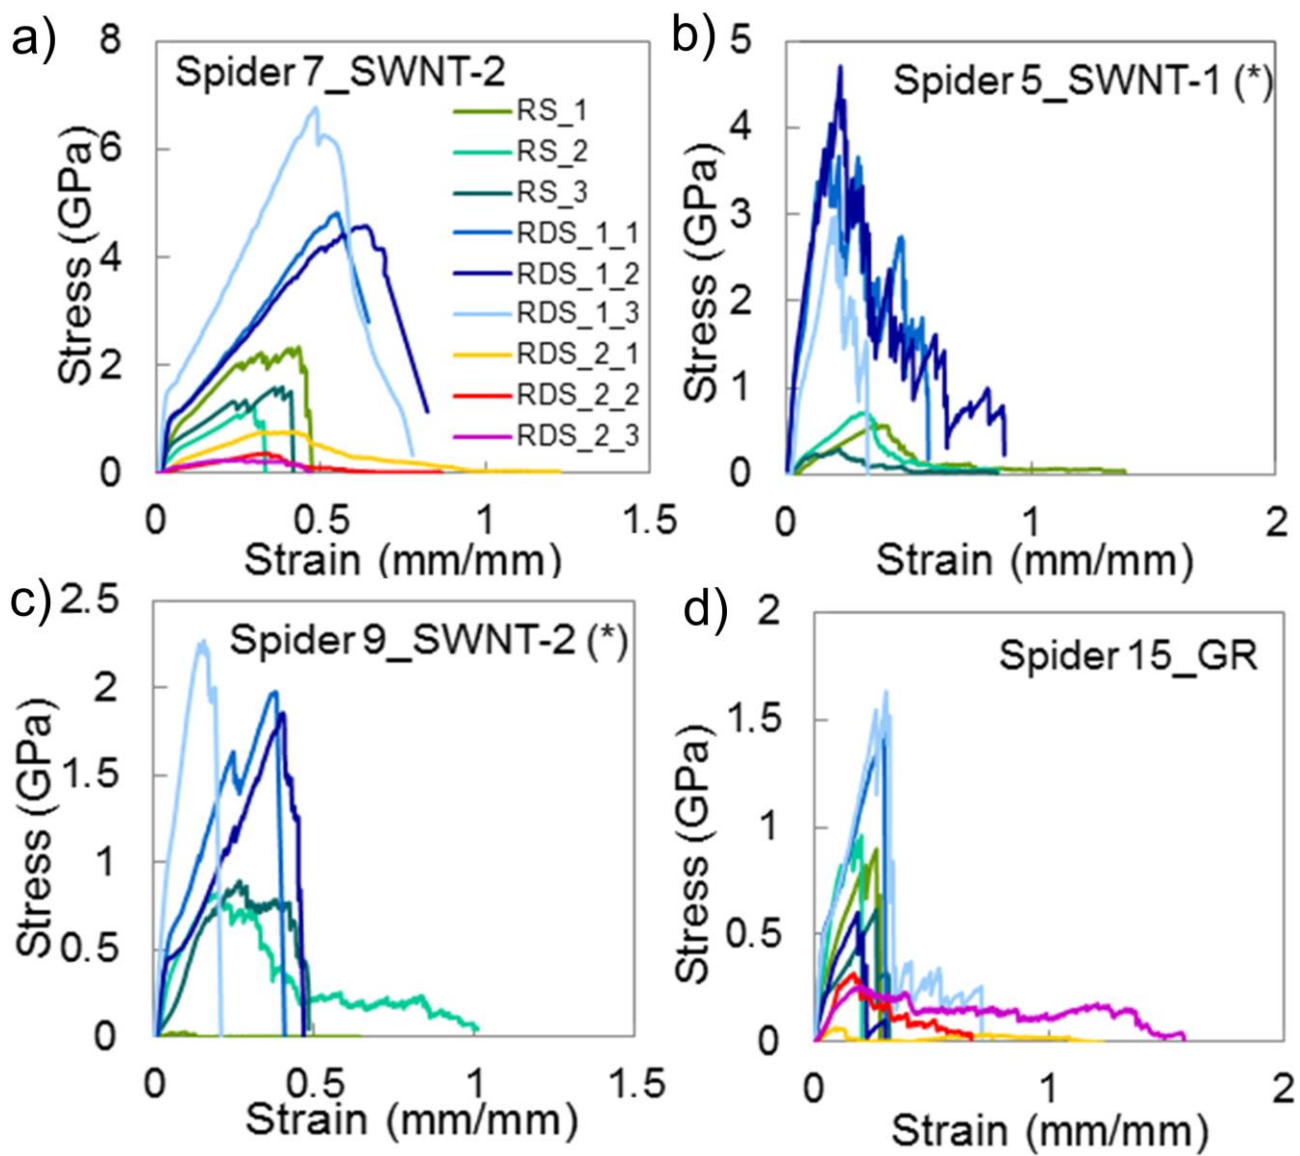 a)
8
6
4
2
0
Stress (GPa)
Spider 7_SWNT-2
RS_1
RS_2
RS_3
RDS_1_1
RDS_1_2
RDS_1_3
RDS_2_1
RDS_2_2
RDS_2_3
0 0.5 1 1.5
Strain (mm/mm)
b)
5
4
3
2
1
0
Stress (GPa)
Spider 5_SWNT-1 (*)
0 1 2
Strain (mm/mm)
c)
2.5
2
1.5
1
0.5
0
Stress (GPa)
Spider 9_SWNT-2 (*)
0 0.5 1 1.5
Strain (mm/mm)
d)
2
1.5
1
0.5
0
Stress (GPa)
Spider 15_GR
0 1 2
Strain (mm/mm)